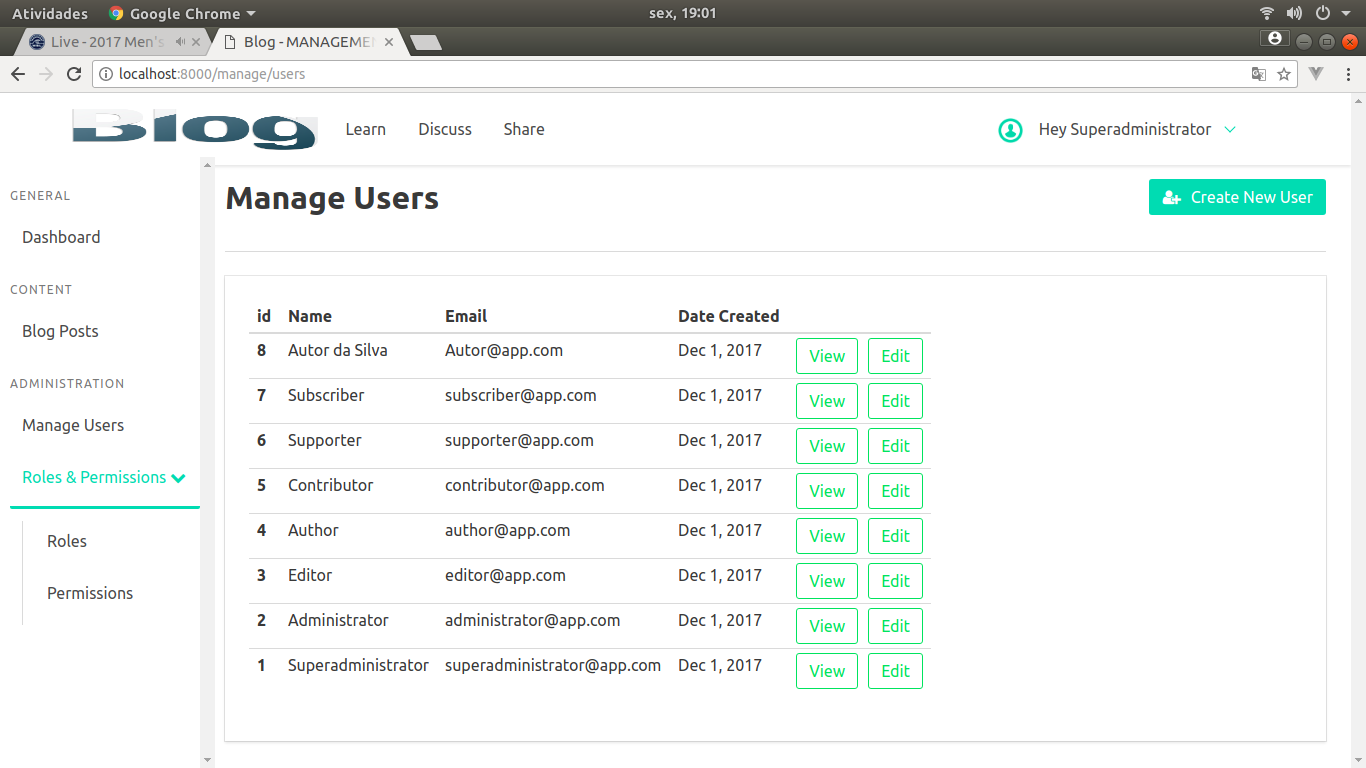 Atividades Google Chrome sex, 19:01
Live - 2017 Men's Blog - MANAGEME
localhost:8000/manage/users
Blog Learn Discuss Share Hey Superadministrator
GENERAL
Dashboard
CONTENT
Blog Posts
ADMINISTRATION
Manage Users
Roles & Permissions
Roles
Permissions
Manage Users Create New User
id Name Email Date Created
8 Autor da Silva Autor@app.com Dec 1, 2017 View Edit
7 Subscriber subscriber@app.com Dec 1, 2017 View Edit
6 Supporter supporter@app.com Dec 1, 2017 View Edit
5 Contributor contributor@app.com Dec 1, 2017 View Edit
4 Author author@app.com Dec 1, 2017 View Edit
3 Editor editor@app.com Dec 1, 2017 View Edit
2 Administrator administrator@app.com Dec 1, 2017 View Edit
1 Superadministrator superadministrator@app.com Dec 1, 2017 View Edit